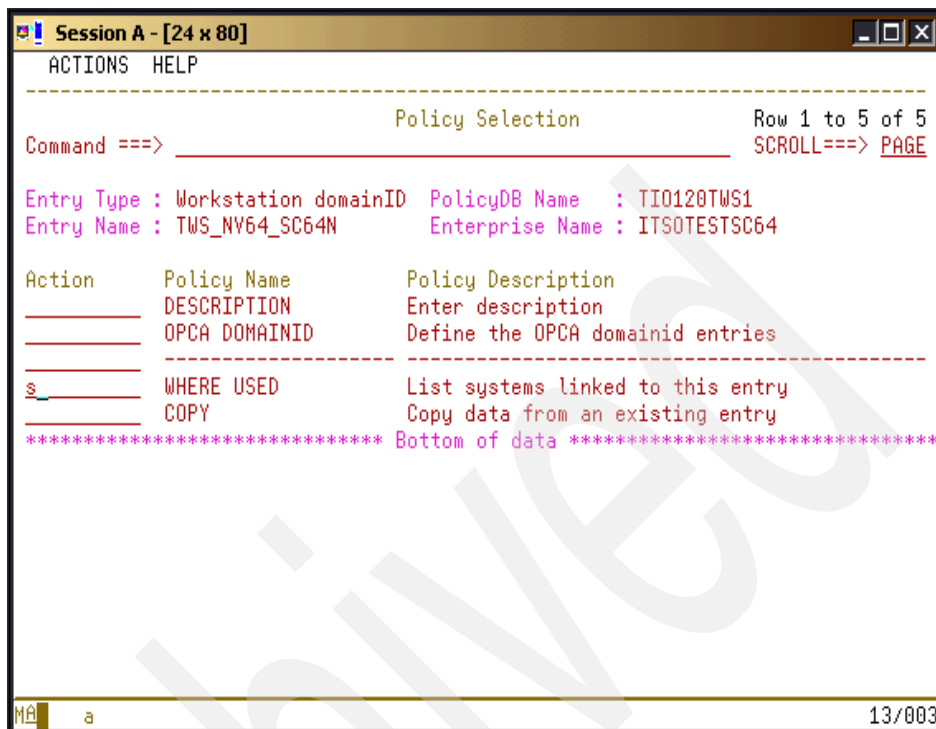 Session A - [24 x 80]
ACTIONS HELP
-------------------------------------------------------------------------------
Policy Selection Row 1 to 5 of 5
Command ===> SCROLL===> PAGE
Entry Type : Workstation domainID PolicyDB Name : TIO120TWS1
Entry Name : TWS_NV64_SC64N Enterprise Name : ITSOTESTSC64
Action Policy Name Policy Description
DESCRIPTION Enter description
OPCA DOMAINID Define the OPCA domainid entries
-------------------- ---------------------------------------------
s WHERE USED List systems linked to this entry
COPY Copy data from an existing entry
******************************* Bottom of data ********************************
MA a 13/003